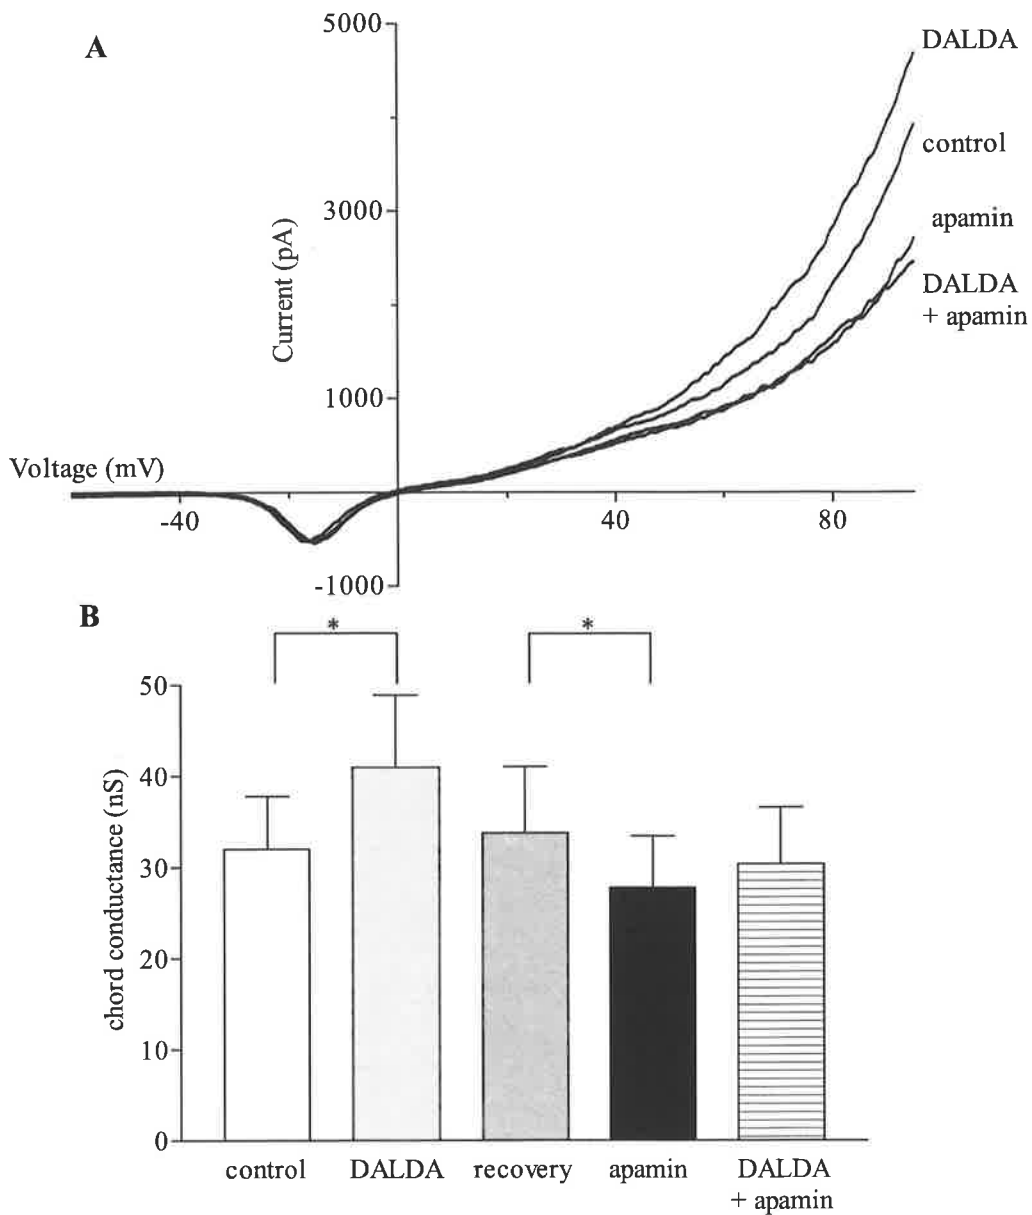 A
5000
DALDA
control
3000
apamin
Current (pA)
DALDA
+ apamin
1000
Voltage (mV)
-40
40
80
-1000
B
*
*
50
40
30
20
10
0
chord conductance (nS)
control
DALDA
recovery
apamin
DALDA
+ apamin